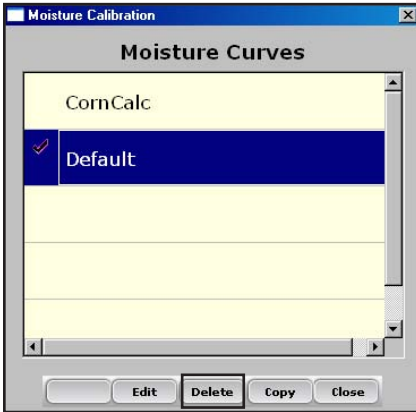 Moisture Calibration
Moisture Curves
CornCalc
Default
Edit Delete Copy Close